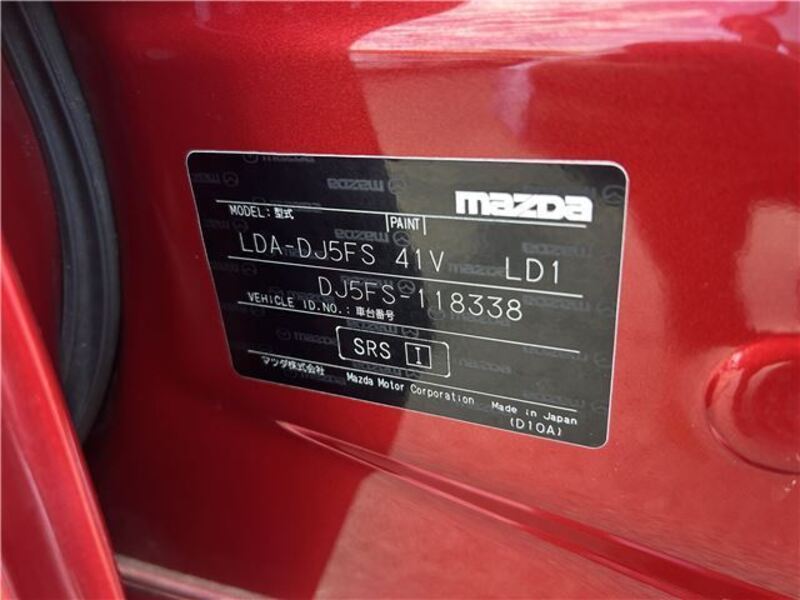 mazda
MODEL: 型式 PAINT
LDA-DJ5FS 41V LD1
DJ5FS-118338
VEHICLE ID.NO.: 車台番号
SRS I
マツダ株式会社 Mazda Motor Corporation Made in Japan
(D10A)